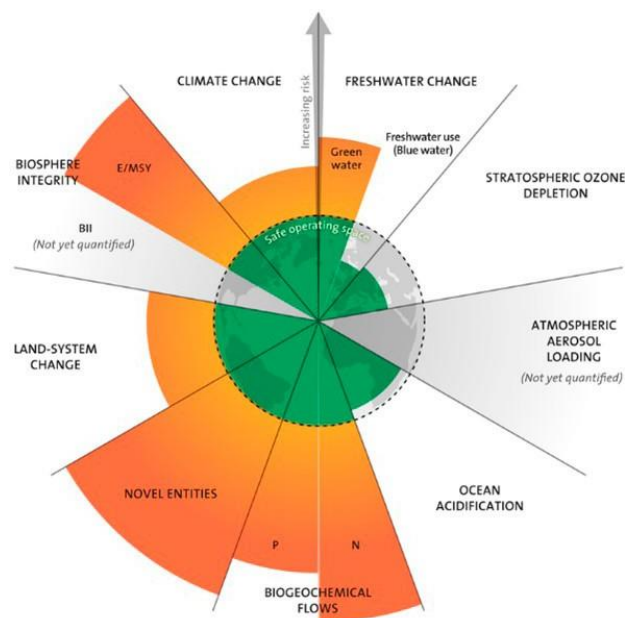 CLIMATE CHANGE
FRESHWATER CHANGE
Increasing risk
Freshwater use
(Blue water)
Green
water
BIOSPHERE
INTEGRITY
E/MSY
STRATOSPHERIC OZONE
DEPLETION
BII
(Not yet quantified)
Safe operating space
LAND-SYSTEM
CHANGE
ATMOSPHERIC
AEROSOL
LOADING
(Not yet quantified)
NOVEL ENTITIES
OCEAN
ACIDIFICATION
P
N
BIOGEOCHEMICAL
FLOWS